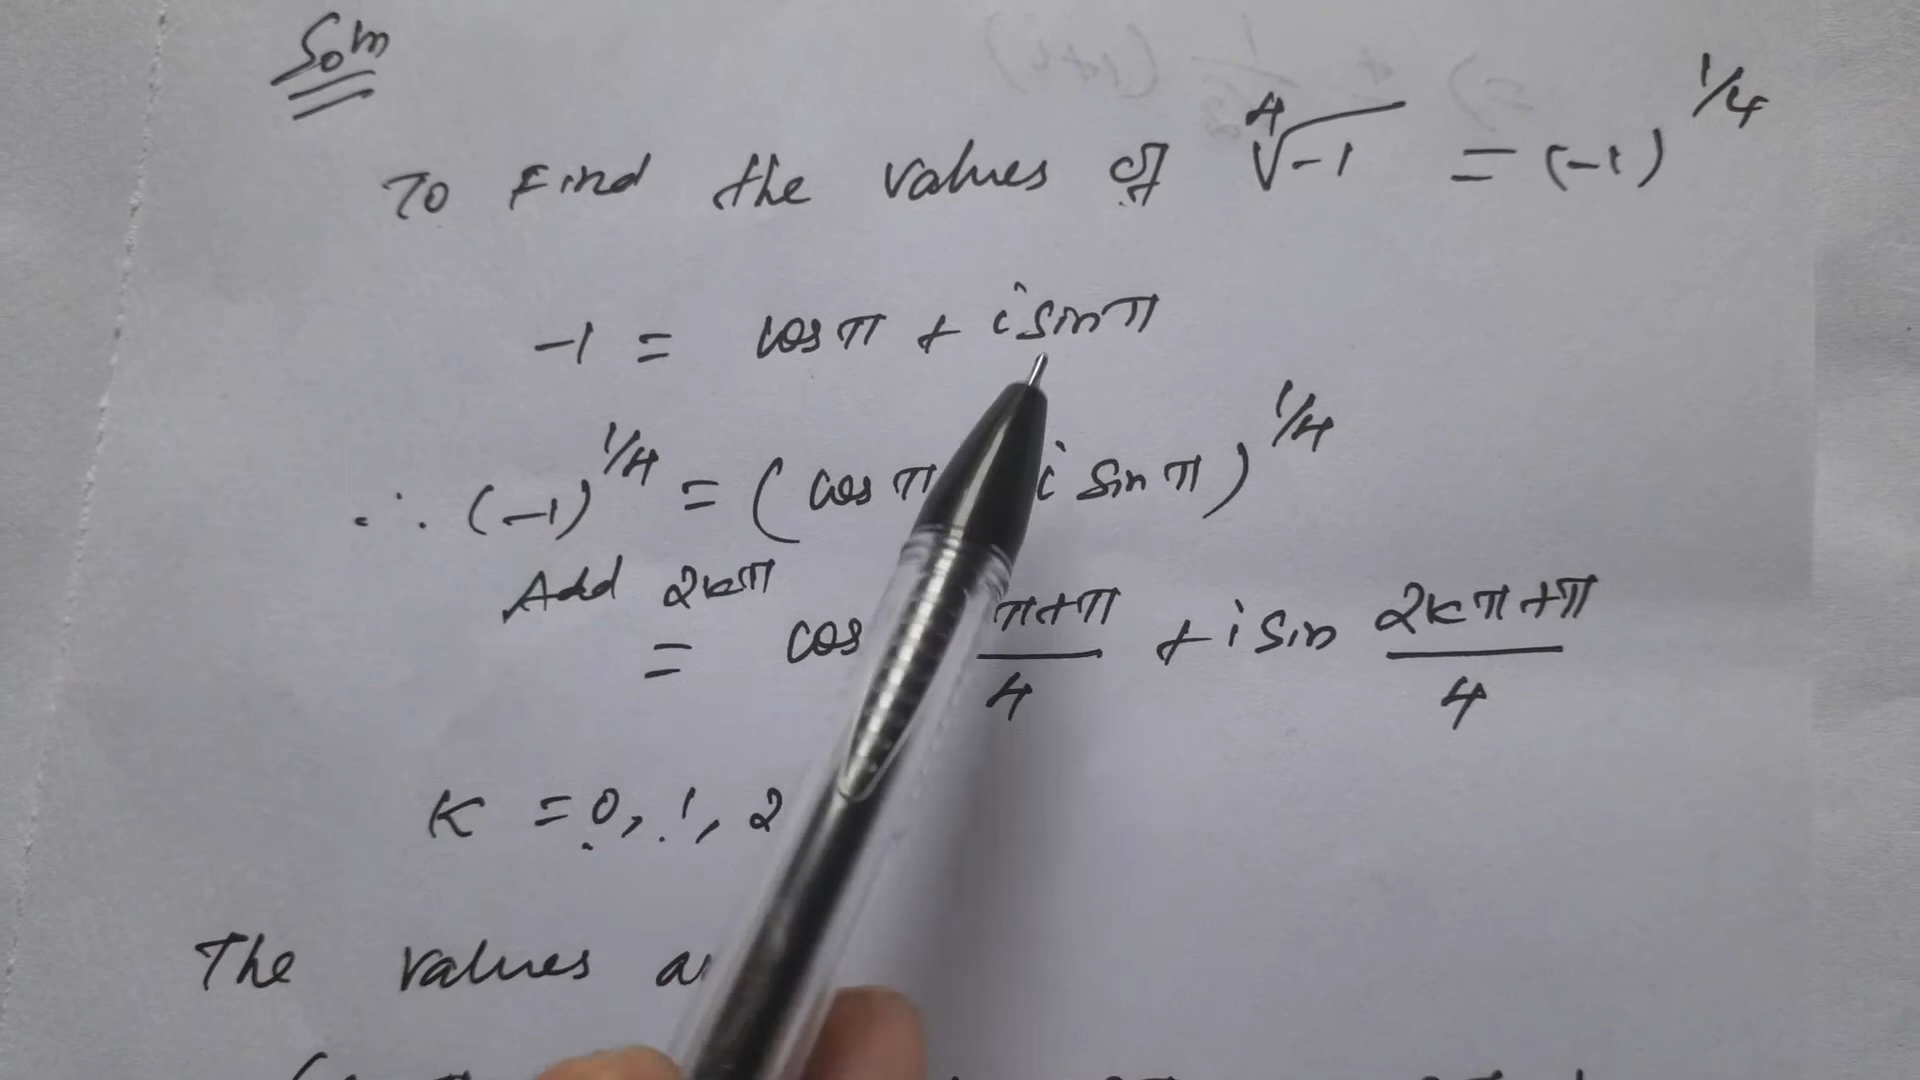 Soln
To Find the values of ∜-1 = (-1)^1/4
-1 = cos π + i sin π
∴ (-1)^1/4 = ( cos π i sin π )^1/4
Add 2kπ
= cos π+π/4 + i sin 2kπ+π/4
K = 0, 1, 2
The values